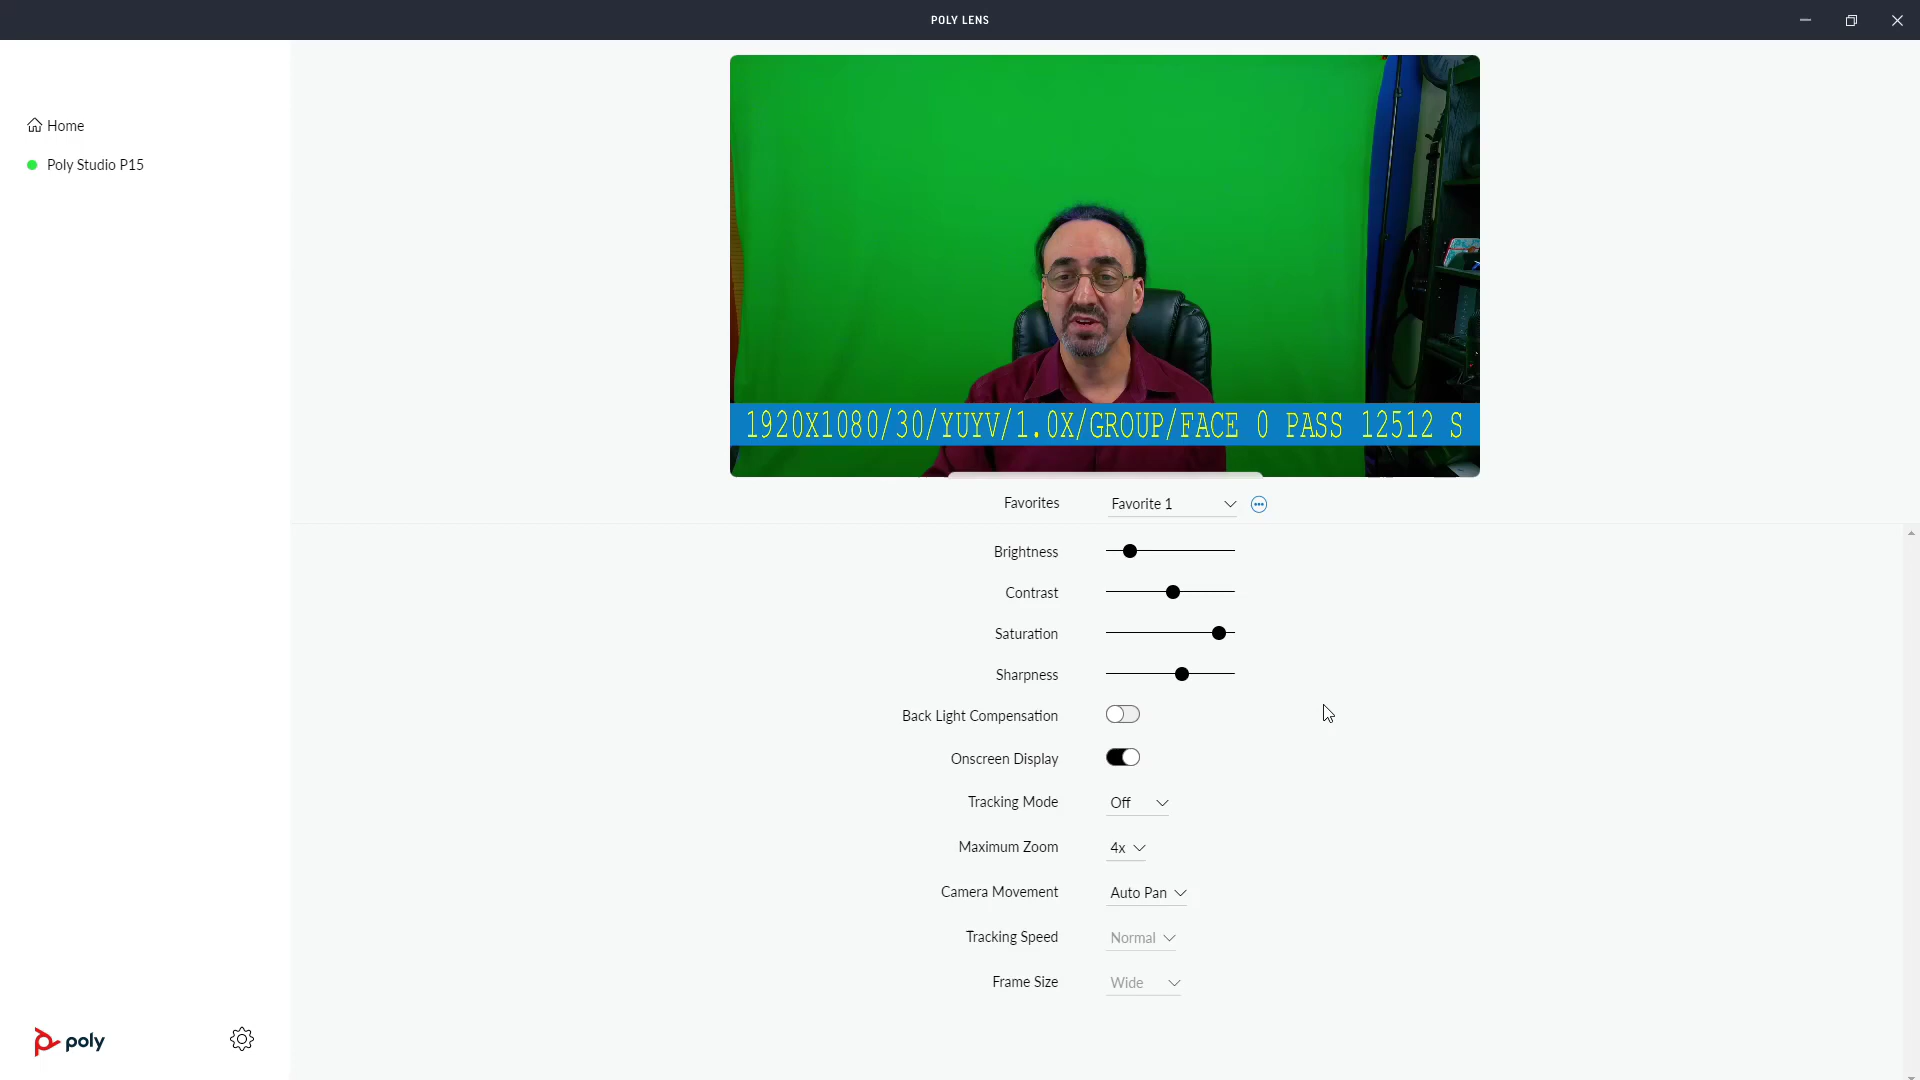 POLY LENS
Home
Poly Studio P15
1920X1080/30/YUYV/1.0X/GROUP/FACE 0 PASS 12512 S
Favorites Favorite 1
Brightness
Contrast
Saturation
Sharpness
Back Light Compensation
Onscreen Display
Tracking Mode Off
Maximum Zoom 4x
Camera Movement Auto Pan
Tracking Speed Normal
Frame Size Wide
poly